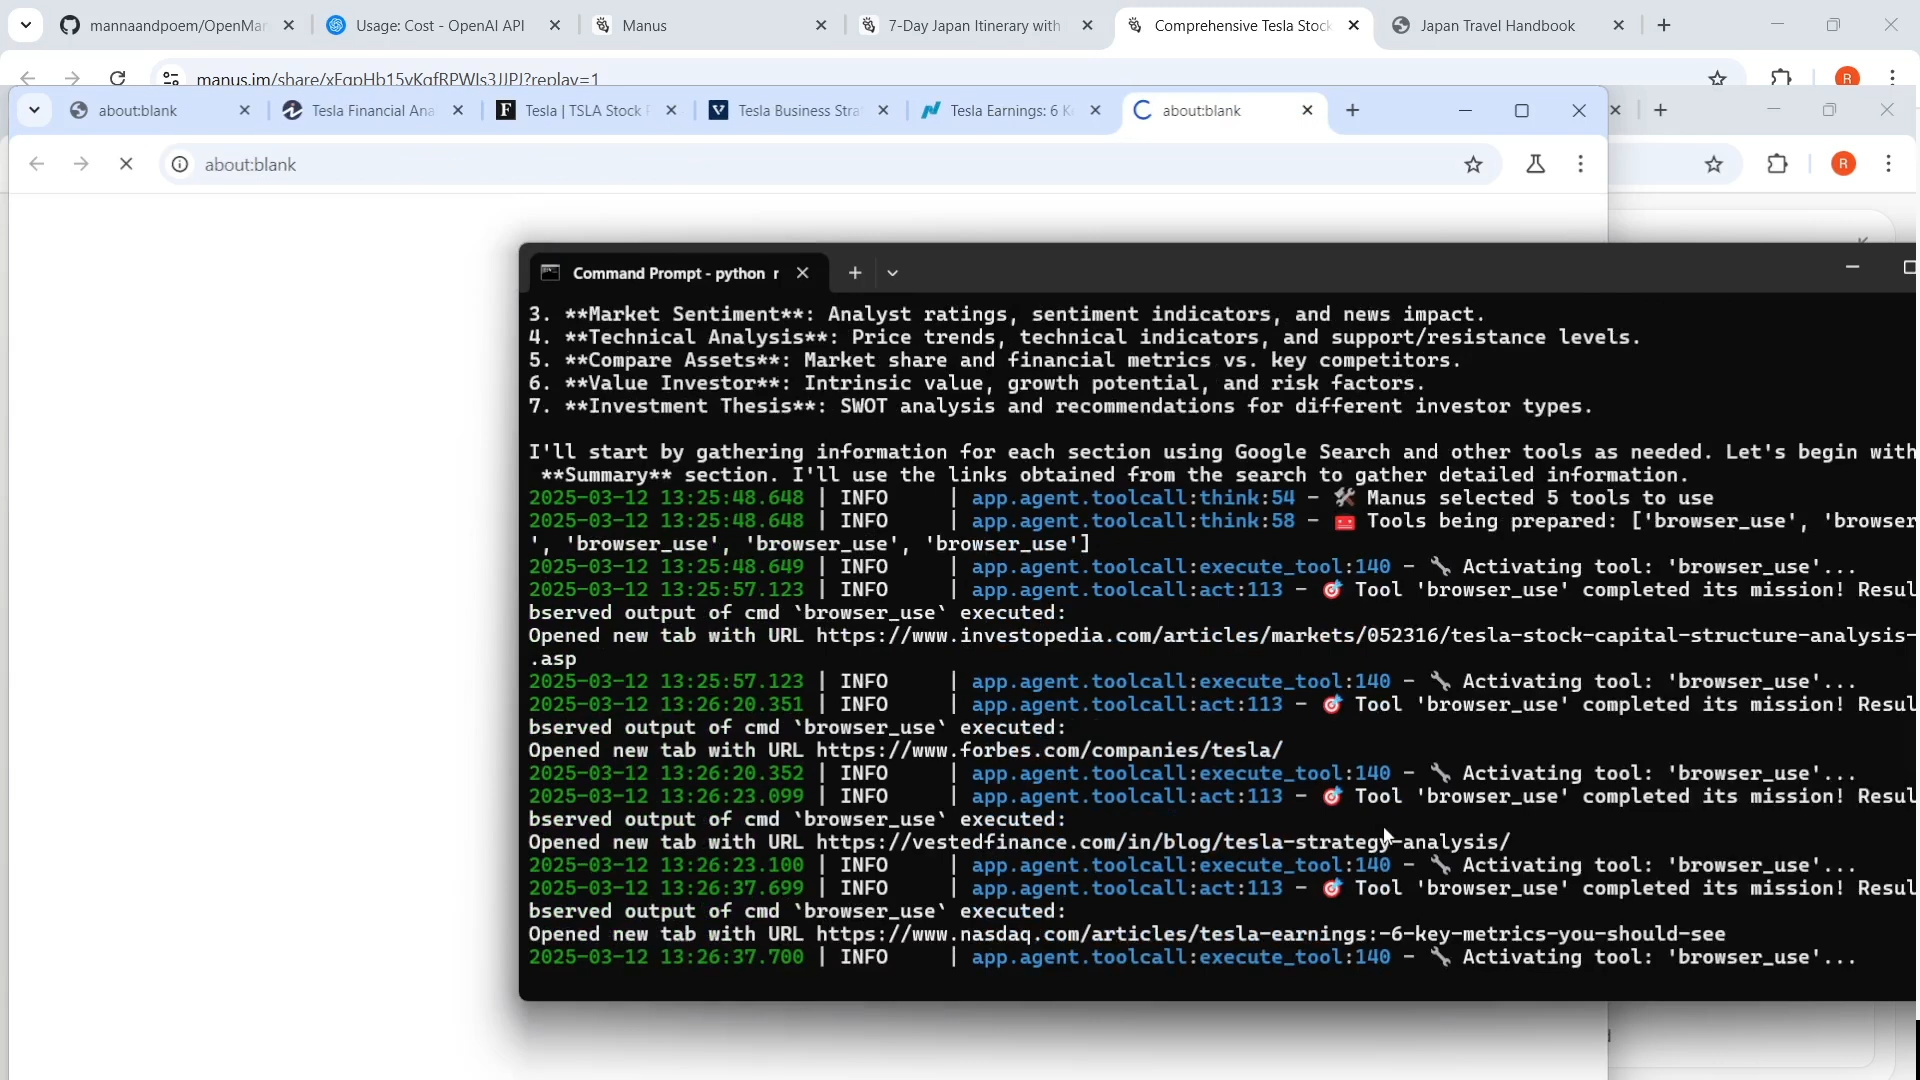 mannaandpoem/OpenMar
Usage: Cost - OpenAI API
Manus
7-Day Japan Itinerary with
Comprehensive Tesla Stock
Japan Travel Handbook
manus.im/share/xFgpHb15vKqfRPWIs3JJPJ?replay=1
R
about:blank
Tesla Financial Ana
Tesla | TSLA Stock P
Tesla Business Stra
Tesla Earnings: 6 Ke
about:blank
about:blank
R
Command Prompt - python r
3. **Market Sentiment**: Analyst ratings, sentiment indicators, and news impact.
4. **Technical Analysis**: Price trends, technical indicators, and support/resistance levels.
5. **Compare Assets**: Market share and financial metrics vs. key competitors.
6. **Value Investor**: Intrinsic value, growth potential, and risk factors.
7. **Investment Thesis**: SWOT analysis and recommendations for different investor types.
I'll start by gathering information for each section using Google Search and other tools as needed. Let's begin with
**Summary** section. I'll use the links obtained from the search to gather detailed information.
2025-03-12 13:25:48.648 | INFO | app.agent.toolcall:think:54 - 🛠️ Manus selected 5 tools to use
2025-03-12 13:25:48.648 | INFO | app.agent.toolcall:think:58 - 🧰 Tools being prepared: ['browser_use', 'browser
', 'browser_use', 'browser_use', 'browser_use']
2025-03-12 13:25:48.649 | INFO | app.agent.toolcall:execute_tool:140 - 🔧 Activating tool: 'browser_use'...
2025-03-12 13:25:57.123 | INFO | app.agent.toolcall:act:113 - 🎯 Tool 'browser_use' completed its mission! Resul
bserved output of cmd `browser_use` executed:
Opened new tab with URL https://www.investopedia.com/articles/markets/052316/tesla-stock-capital-structure-analysis-
.asp
2025-03-12 13:25:57.123 | INFO | app.agent.toolcall:execute_tool:140 - 🔧 Activating tool: 'browser_use'...
2025-03-12 13:26:20.351 | INFO | app.agent.toolcall:act:113 - 🎯 Tool 'browser_use' completed its mission! Resul
bserved output of cmd `browser_use` executed:
Opened new tab with URL https://www.forbes.com/companies/tesla/
2025-03-12 13:26:20.352 | INFO | app.agent.toolcall:execute_tool:140 - 🔧 Activating tool: 'browser_use'...
2025-03-12 13:26:23.099 | INFO | app.agent.toolcall:act:113 - 🎯 Tool 'browser_use' completed its mission! Resul
bserved output of cmd `browser_use` executed:
Opened new tab with URL https://vestedfinance.com/in/blog/tesla-strategy-analysis/
2025-03-12 13:26:23.100 | INFO | app.agent.toolcall:execute_tool:140 - 🔧 Activating tool: 'browser_use'...
2025-03-12 13:26:37.699 | INFO | app.agent.toolcall:act:113 - 🎯 Tool 'browser_use' completed its mission! Resul
bserved output of cmd `browser_use` executed:
Opened new tab with URL https://www.nasdaq.com/articles/tesla-earnings:-6-key-metrics-you-should-see
2025-03-12 13:26:37.700 | INFO | app.agent.toolcall:execute_tool:140 - 🔧 Activating tool: 'browser_use'...